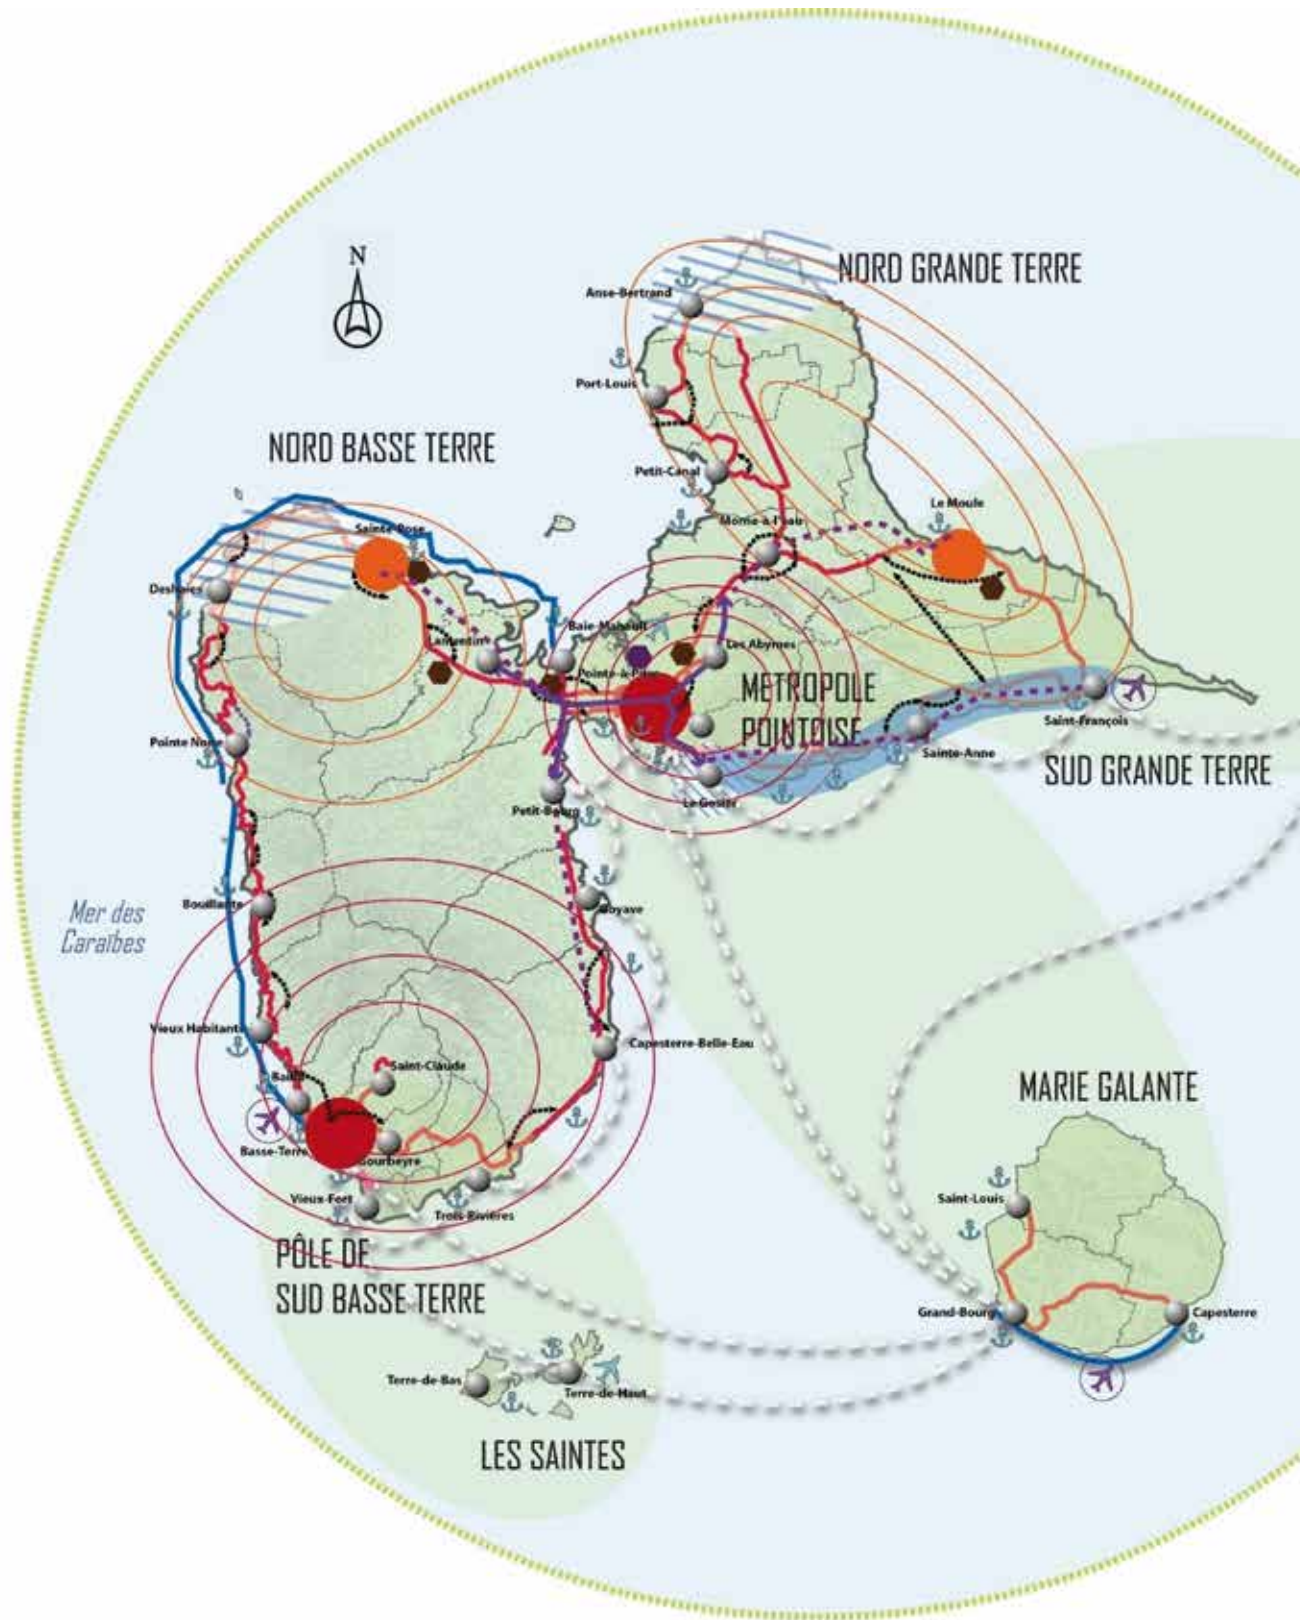 N
NORD GRANDE TERRE
Anse-Bertrand
Port-Louis
NORD BASSE TERRE
Petit-Canal
Le Moule
Sainte-Rose
Morne-à-l'eau
Deshaies
Baie-Mahault
Lamentin
Les Abymes
Pointe-à-Pitre
METROPOLE
POINTOISE
Saint-François
Pointe Noire
Sainte-Anne
SUD GRANDE TERRE
Le Gosier
Petit-Bourg
Bouillante
Goyave
Mer des
Caraïbes
Vieux Habitants
Capesterre-Belle-Eau
Saint-Claude
Baillif
MARIE GALANTE
Basse-Terre
Gourbeyre
Vieux-Fort
Saint-Louis
Trois-Rivières
PÔLE DE
SUD BASSE TERRE
Grand-Bourg
Capesterre
Terre-de-Bas
Terre-de-Haut
LES SAINTES